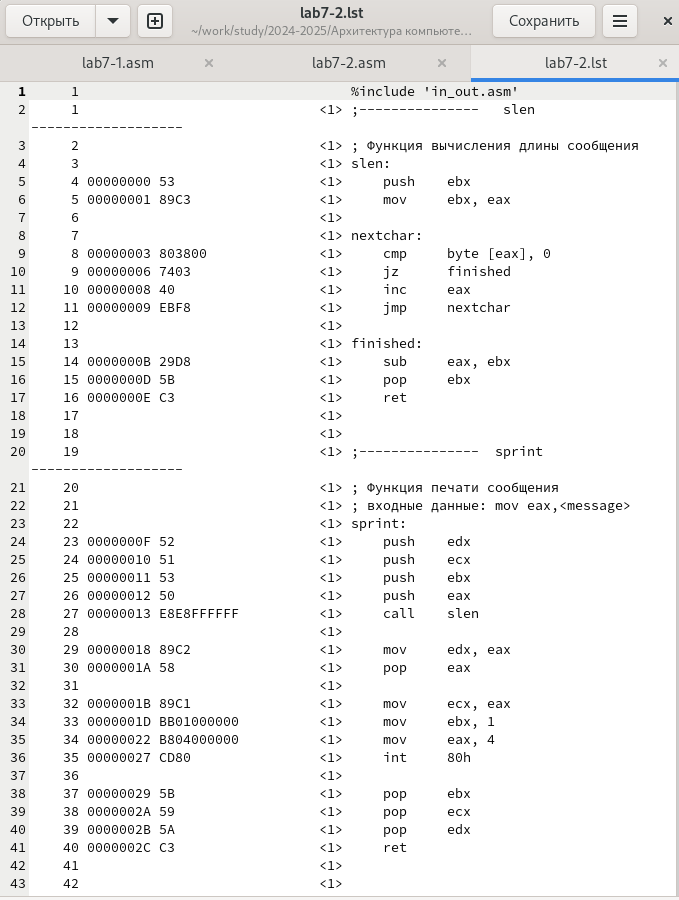 Открыть
lab7-2.lst
~/work/study/2024-2025/Архитектура компьюте…
Сохранить
lab7-1.asm
lab7-2.asm
lab7-2.lst
1 1 %include 'in_out.asm'
2 1 <1> ;--------------- slen
-------------------
3 2 <1> ; Функция вычисления длины сообщения
4 3 <1> slen:
5 4 00000000 53 <1> push ebx
6 5 00000001 89C3 <1> mov ebx, eax
7 6 <1>
8 7 <1> nextchar:
9 8 00000003 803800 <1> cmp byte [eax], 0
10 9 00000006 7403 <1> jz finished
11 10 00000008 40 <1> inc eax
12 11 00000009 EBF8 <1> jmp nextchar
13 12 <1>
14 13 <1> finished:
15 14 0000000B 29D8 <1> sub eax, ebx
16 15 0000000D 5B <1> pop ebx
17 16 0000000E C3 <1> ret
18 17 <1>
19 18 <1>
20 19 <1> ;--------------- sprint
-------------------
21 20 <1> ; Функция печати сообщения
22 21 <1> ; входные данные: mov eax,<message>
23 22 <1> sprint:
24 23 0000000F 52 <1> push edx
25 24 00000010 51 <1> push ecx
26 25 00000011 53 <1> push ebx
27 26 00000012 50 <1> push eax
28 27 00000013 E8E8FFFFFF <1> call slen
29 28 <1>
30 29 00000018 89C2 <1> mov edx, eax
31 30 0000001A 58 <1> pop eax
32 31 <1>
33 32 0000001B 89C1 <1> mov ecx, eax
34 33 0000001D BB01000000 <1> mov ebx, 1
35 34 00000022 B804000000 <1> mov eax, 4
36 35 00000027 CD80 <1> int 80h
37 36 <1>
38 37 00000029 5B <1> pop ebx
39 38 0000002A 59 <1> pop ecx
40 39 0000002B 5A <1> pop edx
41 40 0000002C C3 <1> ret
42 41 <1>
43 42 <1>